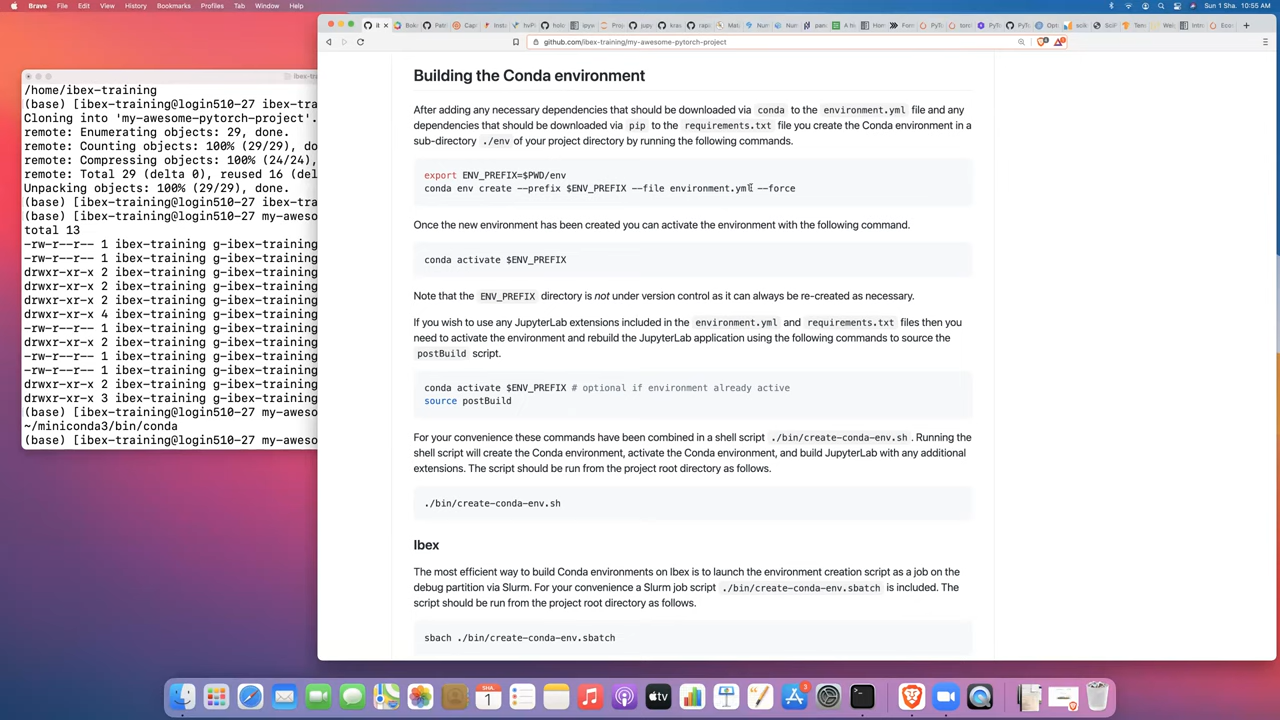 Brave File Edit View History Bookmarks Profiles Tab Window Help
Sun 1 Sha. 10:55 AM
github.com/ibex-training/my-awesome-pytorch-project
/home/ibex-training
(base) [ibex-training@login510-27 ibex-tra
Cloning into 'my-awesome-pytorch-project'.
remote: Enumerating objects: 29, done.
remote: Counting objects: 100% (29/29), do
remote: Compressing objects: 100% (24/24),
remote: Total 29 (delta 0), reused 16 (del
Unpacking objects: 100% (29/29), done.
(base) [ibex-training@login510-27 ibex-tra
(base) [ibex-training@login510-27 my-aweso
total 13
-rw-r--r-- 1 ibex-training g-ibex-training
-rw-r--r-- 1 ibex-training g-ibex-training
drwxr-xr-x 2 ibex-training g-ibex-training
drwxr-xr-x 2 ibex-training g-ibex-training
drwxr-xr-x 2 ibex-training g-ibex-training
drwxr-xr-x 4 ibex-training g-ibex-training
-rw-r--r-- 1 ibex-training g-ibex-training
drwxr-xr-x 2 ibex-training g-ibex-training
-rw-r--r-- 1 ibex-training g-ibex-training
-rw-r--r-- 1 ibex-training g-ibex-training
drwxr-xr-x 2 ibex-training g-ibex-training
drwxr-xr-x 3 ibex-training g-ibex-training
(base) [ibex-training@login510-27 my-aweso
~/miniconda3/bin/conda
(base) [ibex-training@login510-27 my-aweso
Building the Conda environment
After adding any necessary dependencies that should be downloaded via conda to the environment.yml file and any
dependencies that should be downloaded via pip to the requirements.txt file you create the Conda environment in a
sub-directory ./env of your project directory by running the following commands.
export ENV_PREFIX=$PWD/env
conda env create --prefix $ENV_PREFIX --file environment.yml --force
Once the new environment has been created you can activate the environment with the following command.
conda activate $ENV_PREFIX
Note that the ENV_PREFIX directory is not under version control as it can always be re-created as necessary.
If you wish to use any JupyterLab extensions included in the environment.yml and requirements.txt files then you
need to activate the environment and rebuild the JupyterLab application using the following commands to source the
postBuild script.
conda activate $ENV_PREFIX # optional if environment already active
source postBuild
For your convenience these commands have been combined in a shell script ./bin/create-conda-env.sh . Running the
shell script will create the Conda environment, activate the Conda environment, and build JupyterLab with any additional
extensions. The script should be run from the project root directory as follows.
./bin/create-conda-env.sh
Ibex
The most efficient way to build Conda environments on Ibex is to launch the environment creation script as a job on the
debug partition via Slurm. For your convenience a Slurm job script ./bin/create-conda-env.sbatch is included. The
script should be run from the project root directory as follows.
sbach ./bin/create-conda-env.sbatch